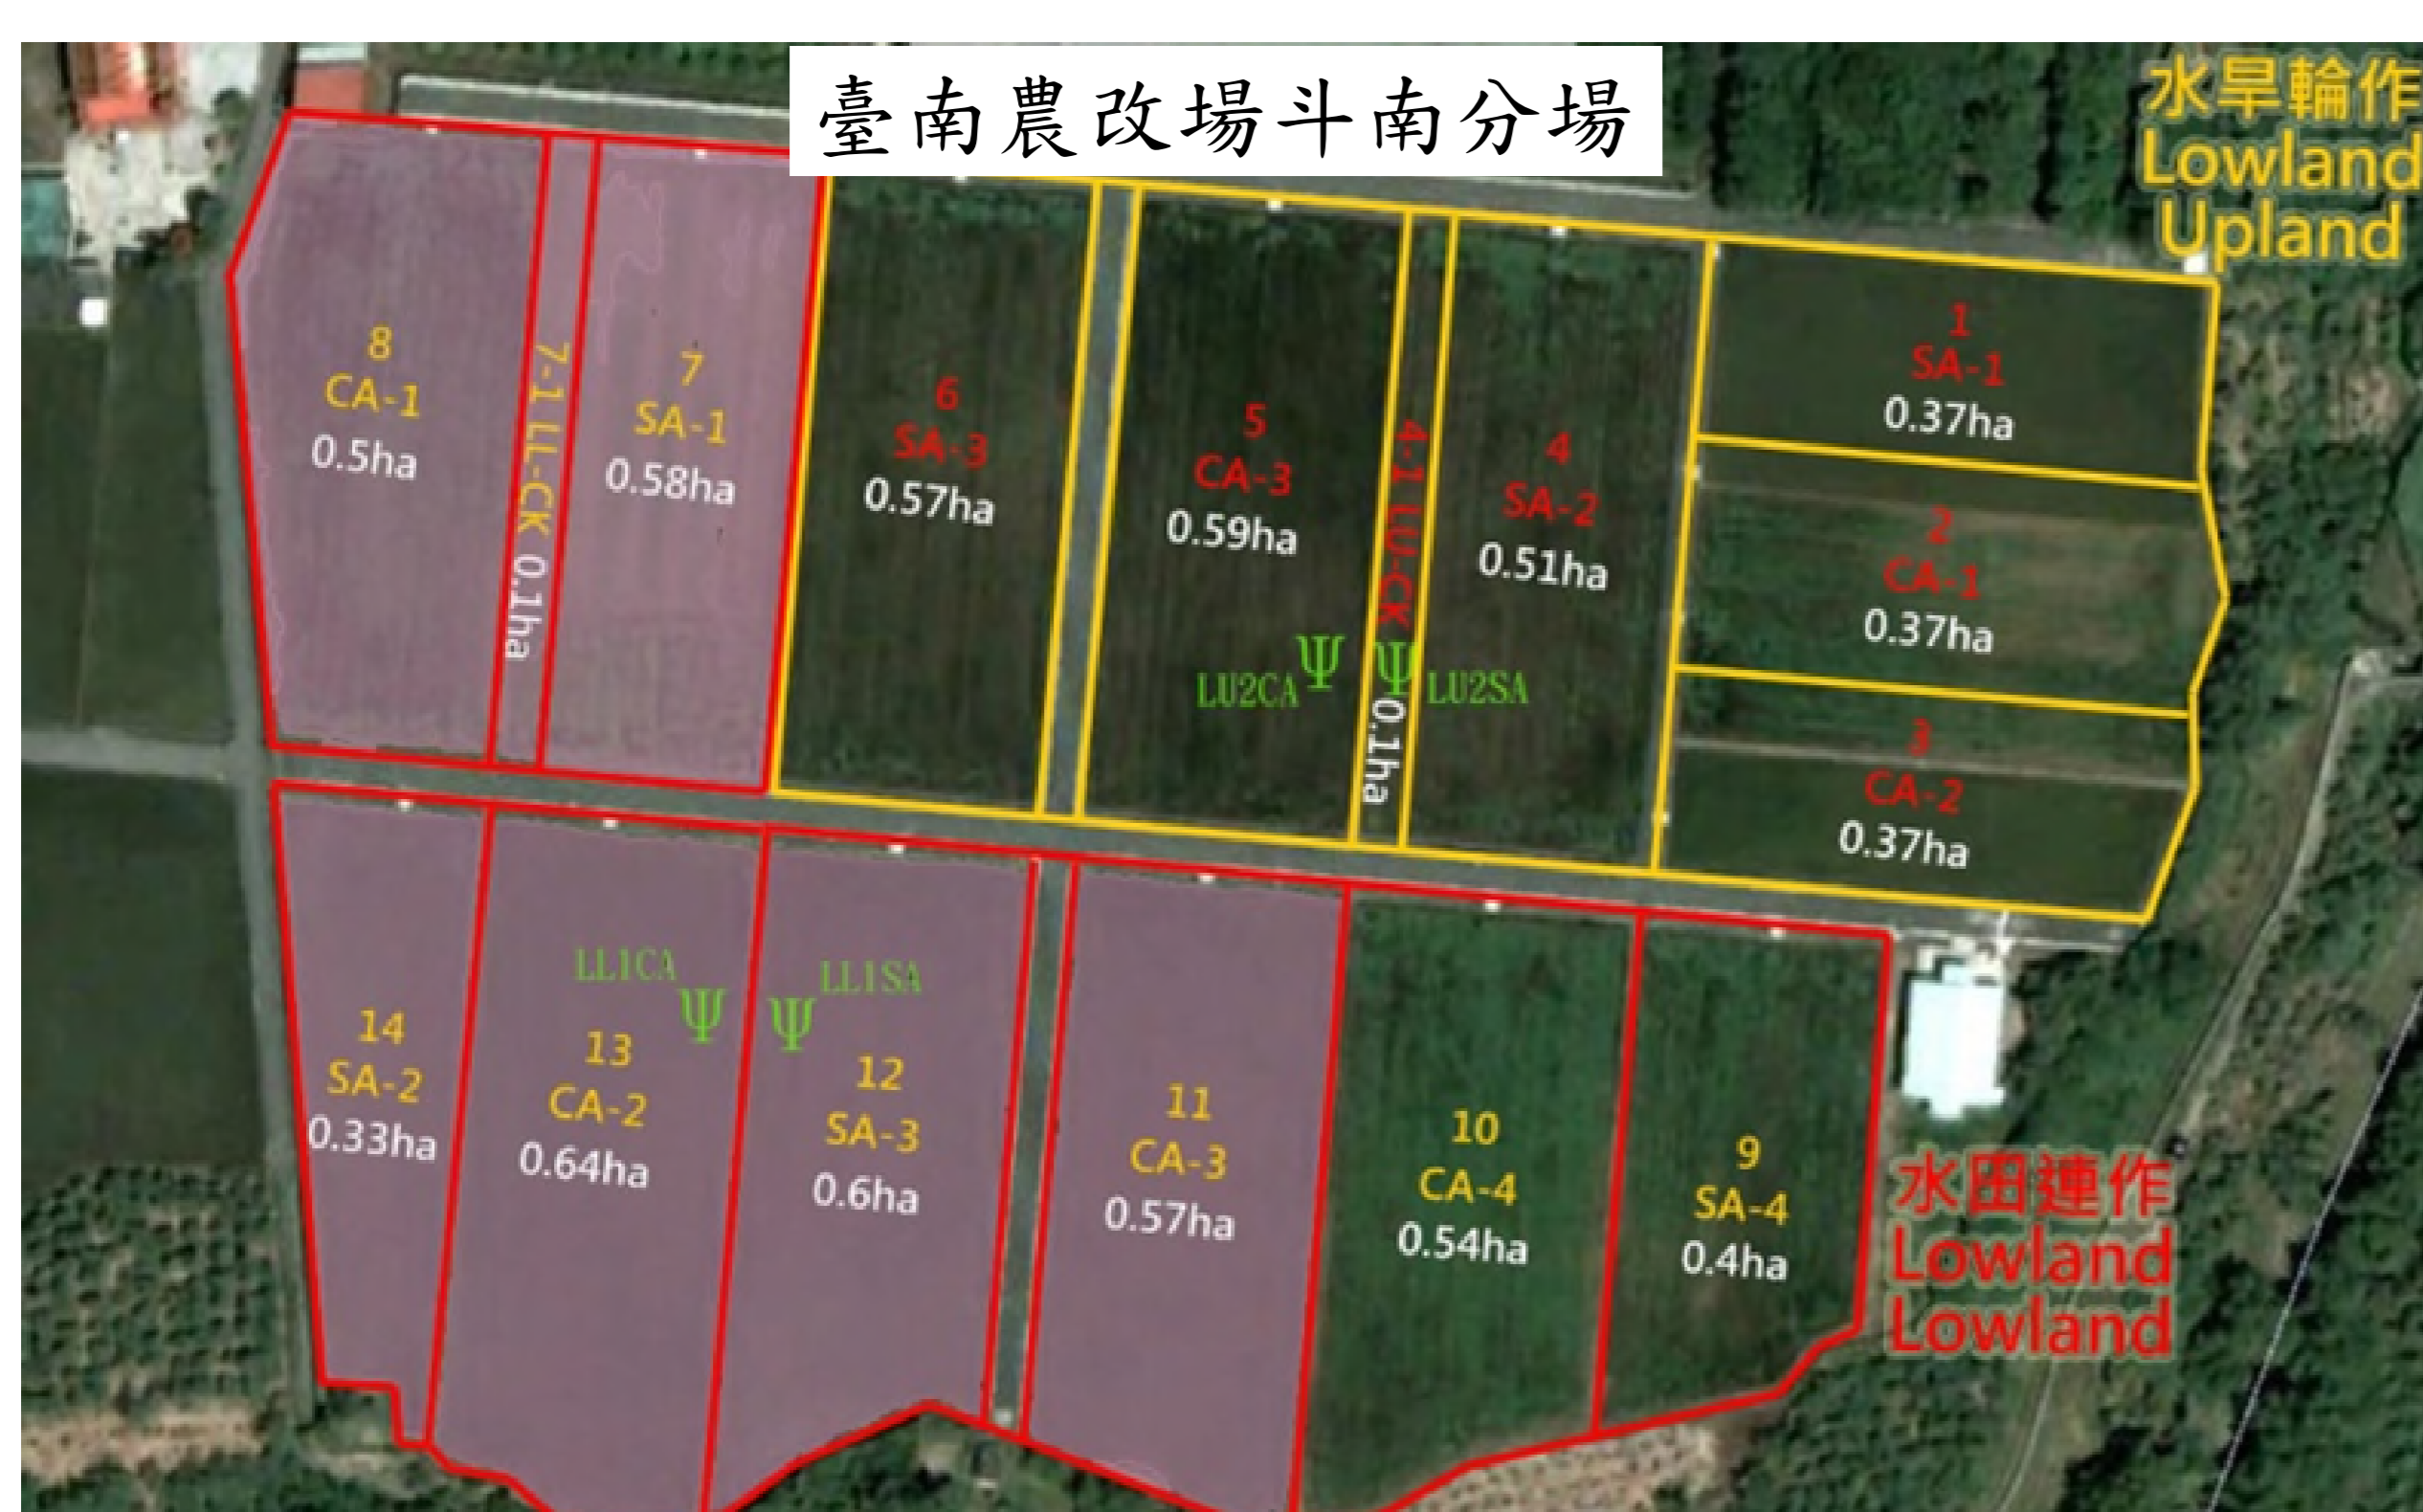 臺南農改場斗南分場
水旱輪作
Lowland
Upland
8
CA-1
0.5ha
7-1 LL-CK 0.1ha
7
SA-1
0.58ha
6
SA-3
0.57ha
5
CA-3
0.59ha
4-1 LU-CK
0.1ha
4
SA-2
0.51ha
1
SA-1
0.37ha
2
CA-1
0.37ha
3
CA-2
0.37ha
LU2CA Ψ
Ψ LU2SA
14
SA-2
0.33ha
LL1CA
Ψ
13
CA-2
0.64ha
LL1SA
Ψ
12
SA-3
0.6ha
11
CA-3
0.57ha
10
CA-4
0.54ha
9
SA-4
0.4ha
水田連作
Lowland
Lowland